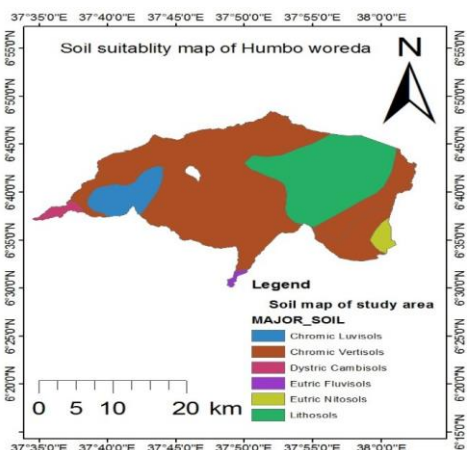 37°35'0"E 37°40'0"E 37°45'0"E 37°50'0"E 37°55'0"E 38°0'0"E
Soil suitablity map of Humbo woreda
N
6°55'0"N 6°55'0"N
6°50'0"N 6°50'0"N
6°45'0"N 6°45'0"N
6°40'0"N 6°40'0"N
6°35'0"N 6°35'0"N
6°30'0"N 6°30'0"N
6°25'0"N 6°25'0"N
6°20'0"N 6°20'0"N
6°15'0"N 6°15'0"N
Legend
Soil map of study area
MAJOR_SOIL
Chromic Luvisols
Chromic Vertisols
Dystric Cambisols
Eutric Fluvisols
Eutric Nitosols
Lithosols
0 5 10 20 km
37°35'0"E 37°40'0"E 37°45'0"E 37°50'0"E 37°55'0"E 38°0'0"E